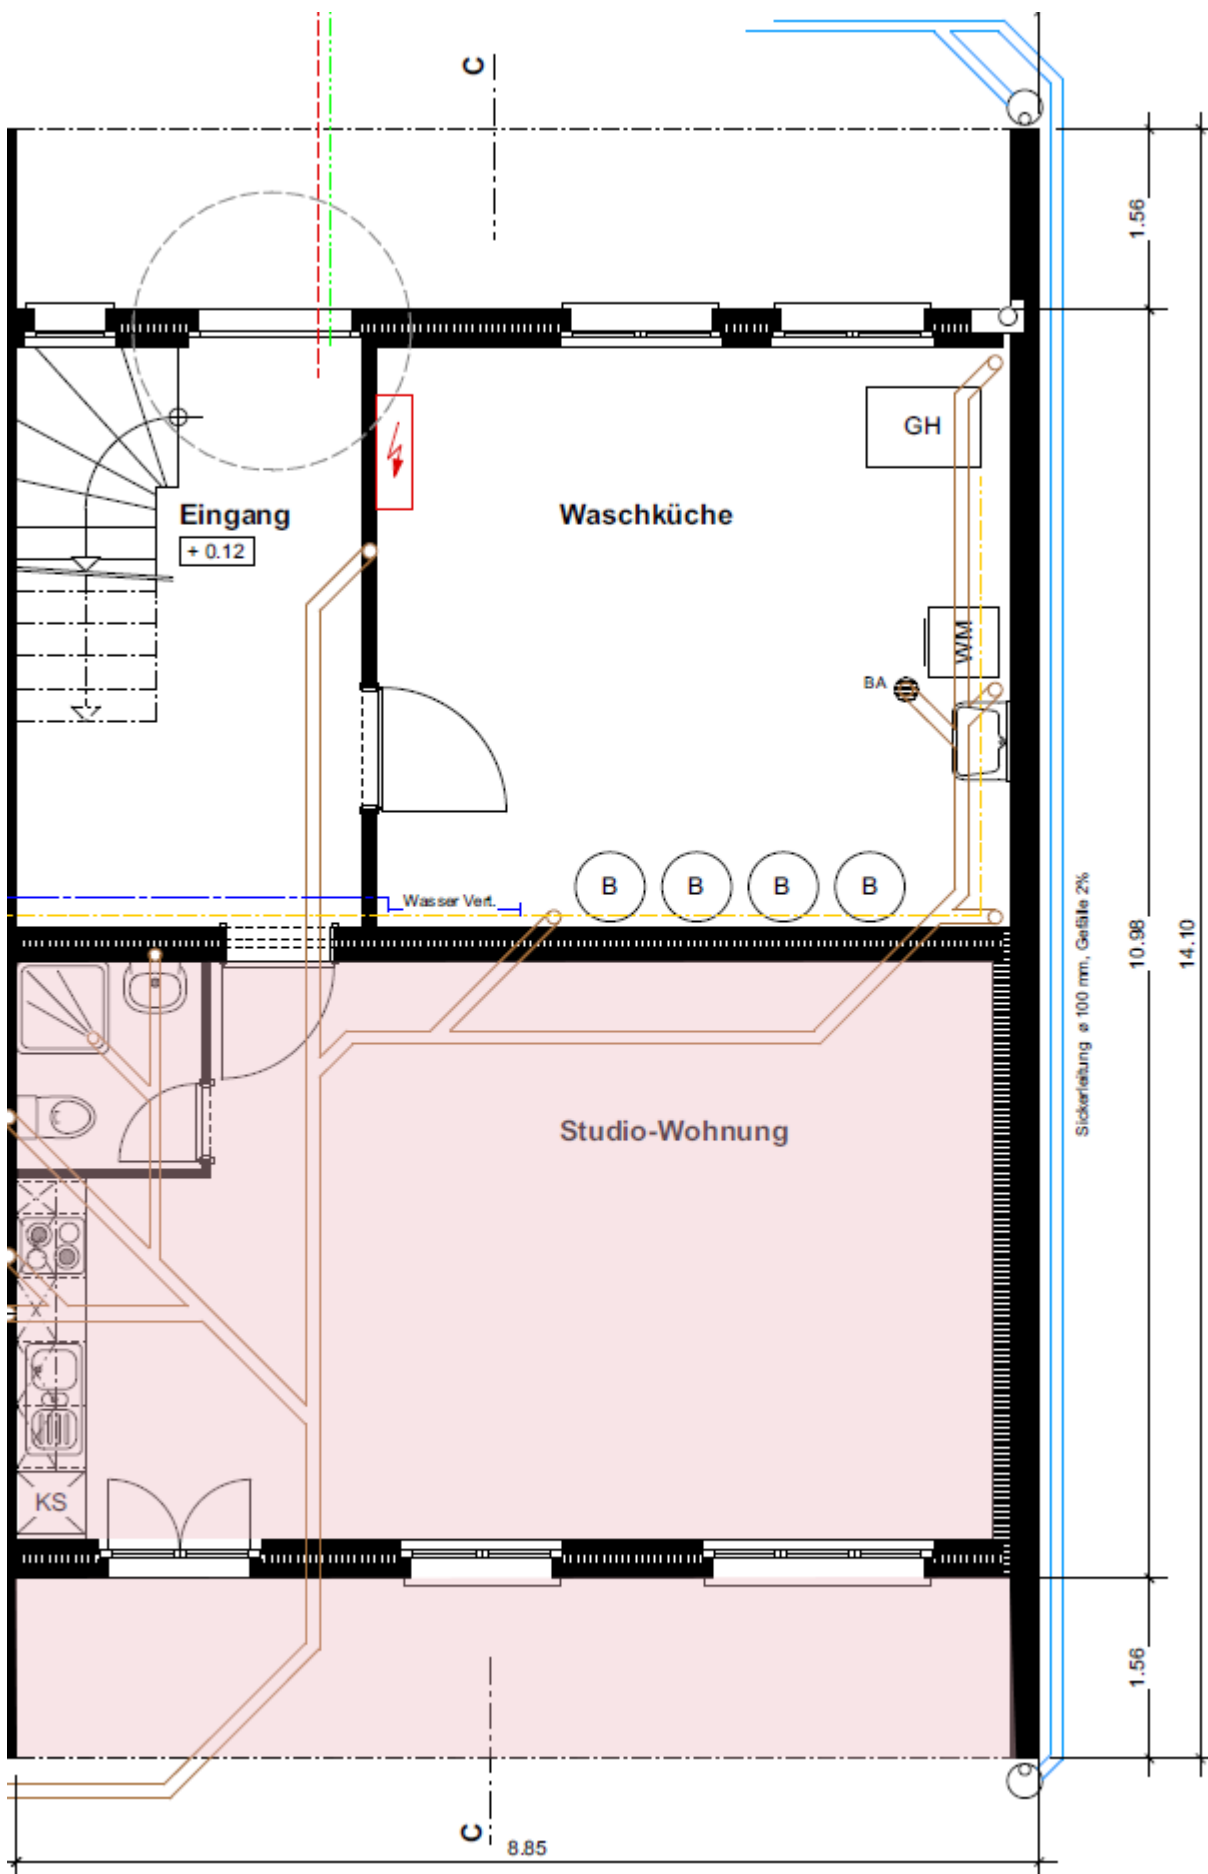 C
1.56
GH
Eingang
Waschküche
+ 0.12
WM
BA
B
B
B
B
Wasser Vert.
Sickerleitung ø 100 mm, Gefälle 2%
10.98
14.10
Studio-Wohnung
KS
1.56
C
8.85